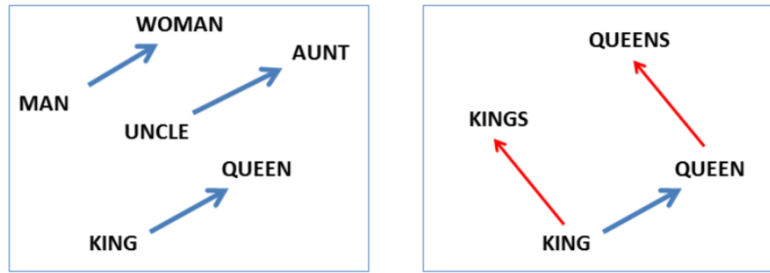 WOMAN
AUNT
MAN
UNCLE
QUEEN
KING
QUEENS
KINGS
QUEEN
KING